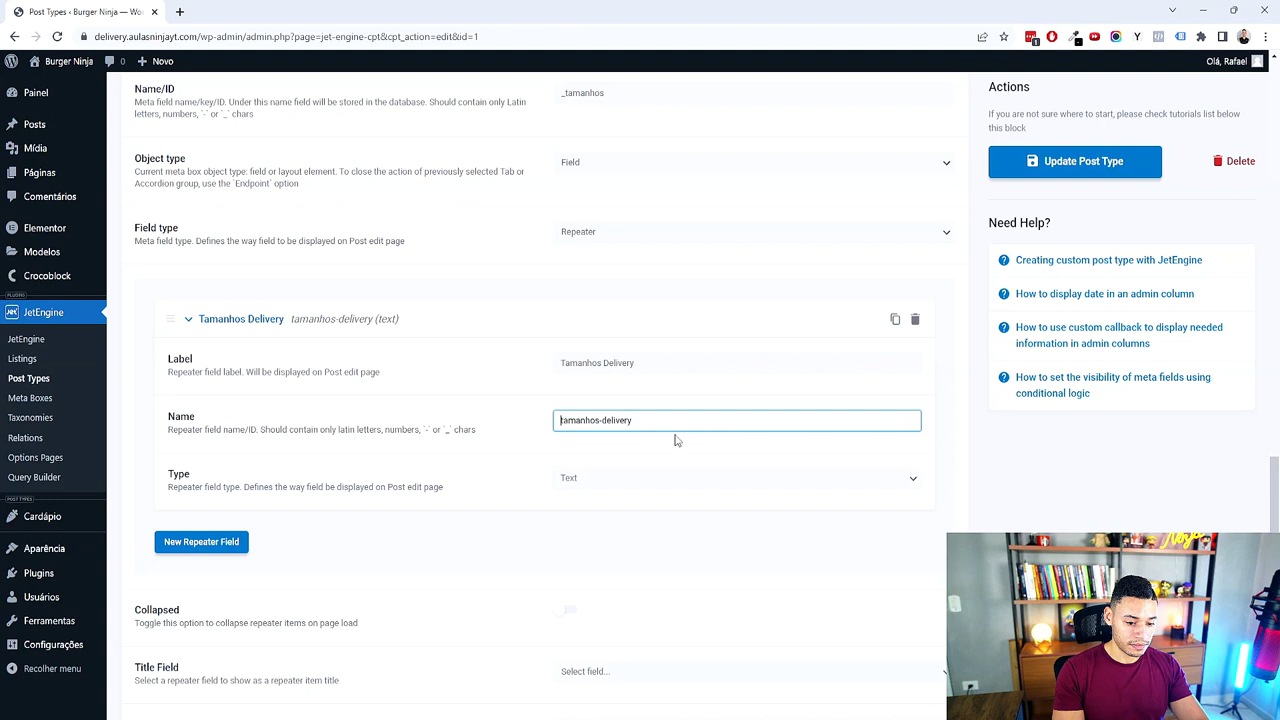 Post Types ‹ Burger Ninja — Wo
delivery.aulasninjayt.com/wp-admin/admin.php?page=jet-engine-cpt&cpt_action=edit&id=1
Burger Ninja
0
Novo
Olá, Rafael
Painel
Posts
Mídia
Páginas
Comentários
Elementor
Modelos
Crocoblock
PLUGINS
JetEngine
JetEngine
Listings
Post Types
Meta Boxes
Taxonomies
Relations
Options Pages
Query Builder
POST TYPES
Cardápio
Aparência
Plugins
Usuários
Ferramentas
Configurações
Recolher menu
Name/ID
Meta field name/key/ID. Under this name field will be stored in the database. Should contain only Latin
letters, numbers, `-` or `_` chars
_tamanhos
Object type
Current meta box object type: field or layout element. To close the action of previously selected Tab or
Accordion group, use the `Endpoint` option
Field
Field type
Meta field type. Defines the way field to be displayed on Post edit page
Repeater
Tamanhos Delivery tamanhos-delivery (text)
Label
Repeater field label. Will be displayed on Post edit page
Tamanhos Delivery
Name
Repeater field name/ID. Should contain only latin letters, numbers, `-` or `_` chars
tamanhos-delivery
Type
Repeater field type. Defines the way field be displayed on Post edit page
Text
New Repeater Field
Collapsed
Toggle this option to collapse repeater items on page load
Title Field
Select a repeater field to show as a repeater item title
Select field...
Actions
If you are not sure where to start, please check tutorials list below
this block
Update Post Type
Delete
Need Help?
Creating custom post type with JetEngine
How to display date in an admin column
How to use custom callback to display needed
information in admin columns
How to set the visibility of meta fields using
conditional logic
Ninja